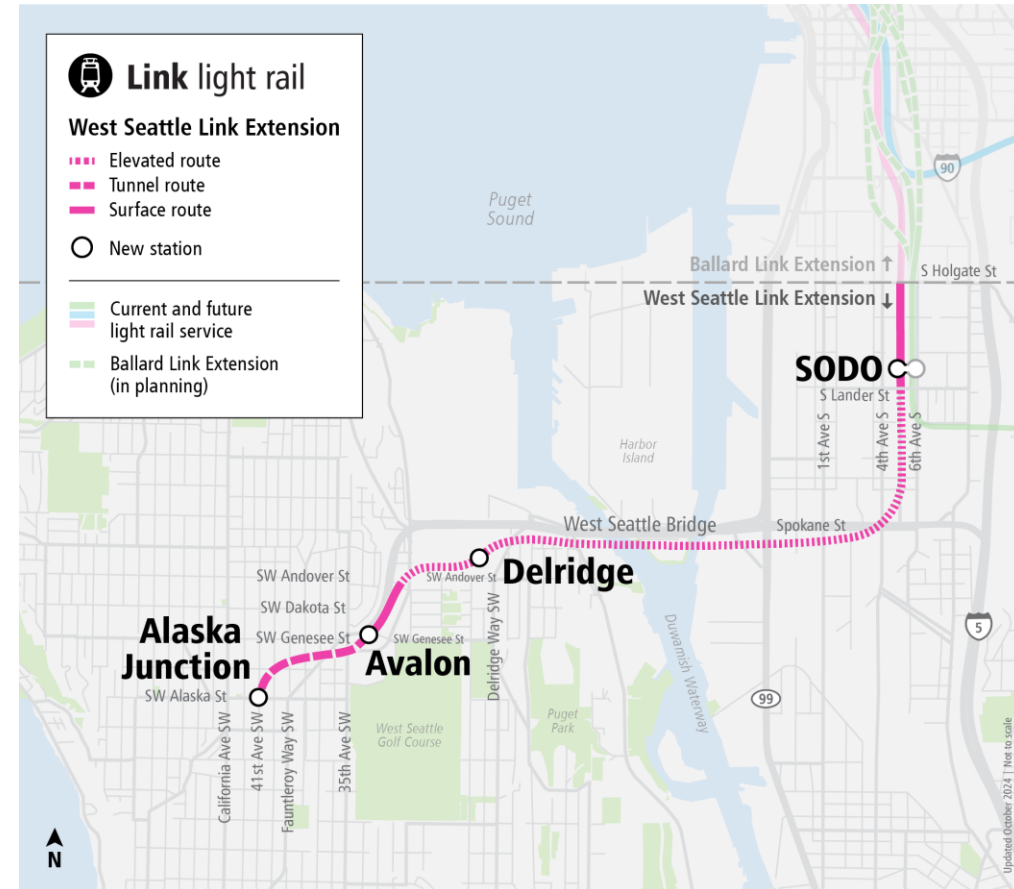 Link light rail
West Seattle Link Extension
Elevated route
Tunnel route
Surface route
New station
Current and future
light rail service
Ballard Link Extension
(in planning)
Puget
Sound
90
Ballard Link Extension ↑
S Holgate St
West Seattle Link Extension ↓
SODO
S Lander St
1st Ave S
4th Ave S
6th Ave S
Harbor
Island
West Seattle Bridge
Spokane St
SW Andover St
SW Andover St
Delridge
SW Dakota St
Alaska
Junction
SW Genesee St
SW Genesee St
Avalon
Delridge Way SW
Duwamish Waterway
5
SW Alaska St
99
California Ave SW
41st Ave SW
Fauntleroy Way SW
35th Ave SW
West Seattle
Golf Course
Puget
Park
N
Updated October 2024 | Not to scale